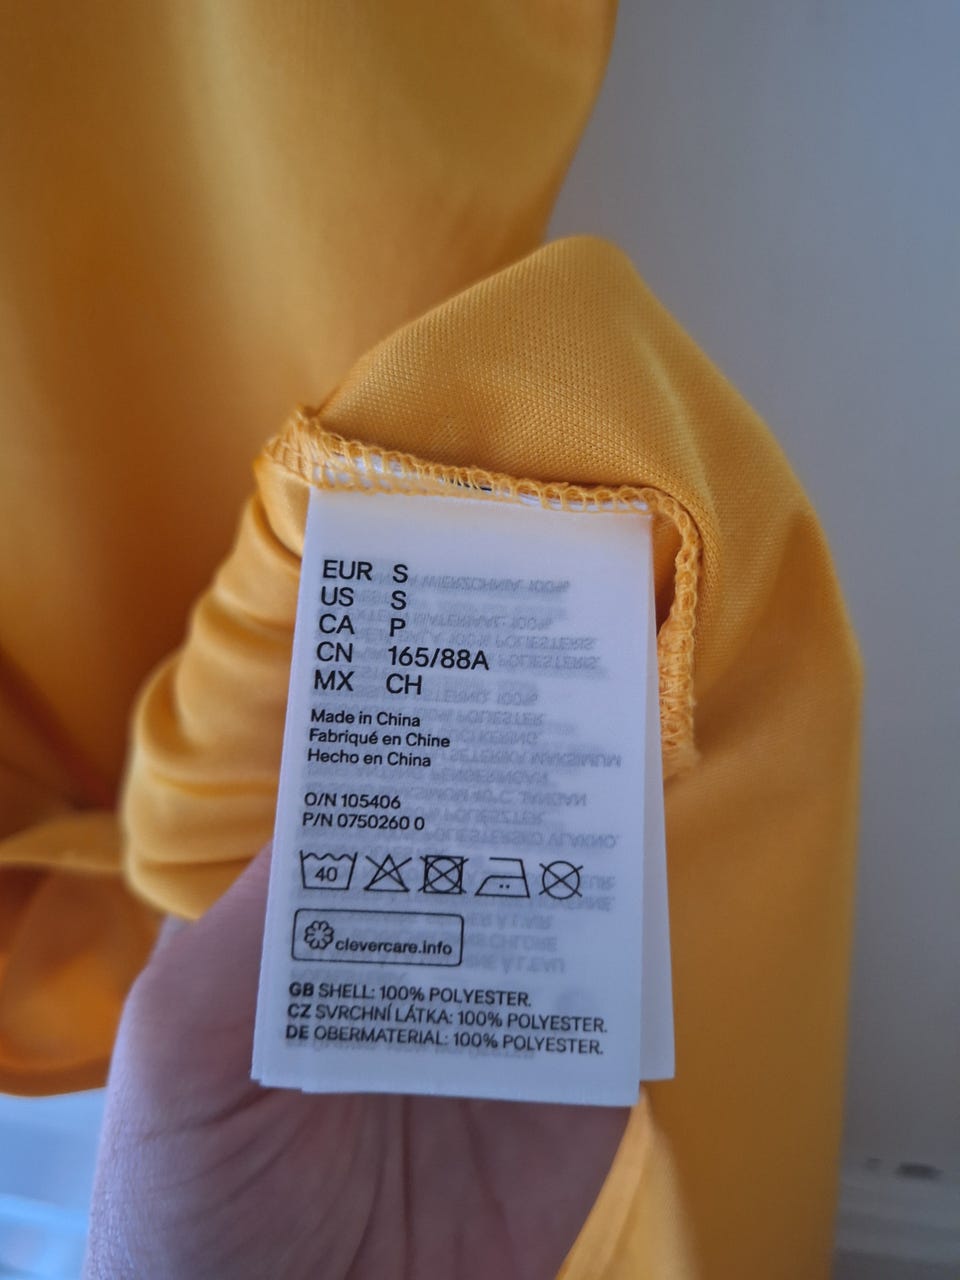 EUR S
US S
CA P
CN 165/88A
MX CH
Made in China
Fabriqué en Chine
Hecho en China
O/N 105406
P/N 0750260 0
40
clevercare.info
GB SHELL: 100% POLYESTER.
CZ SVRCHNÍ LÁTKA: 100% POLYESTER.
DE OBERMATERIAL: 100% POLYESTER.